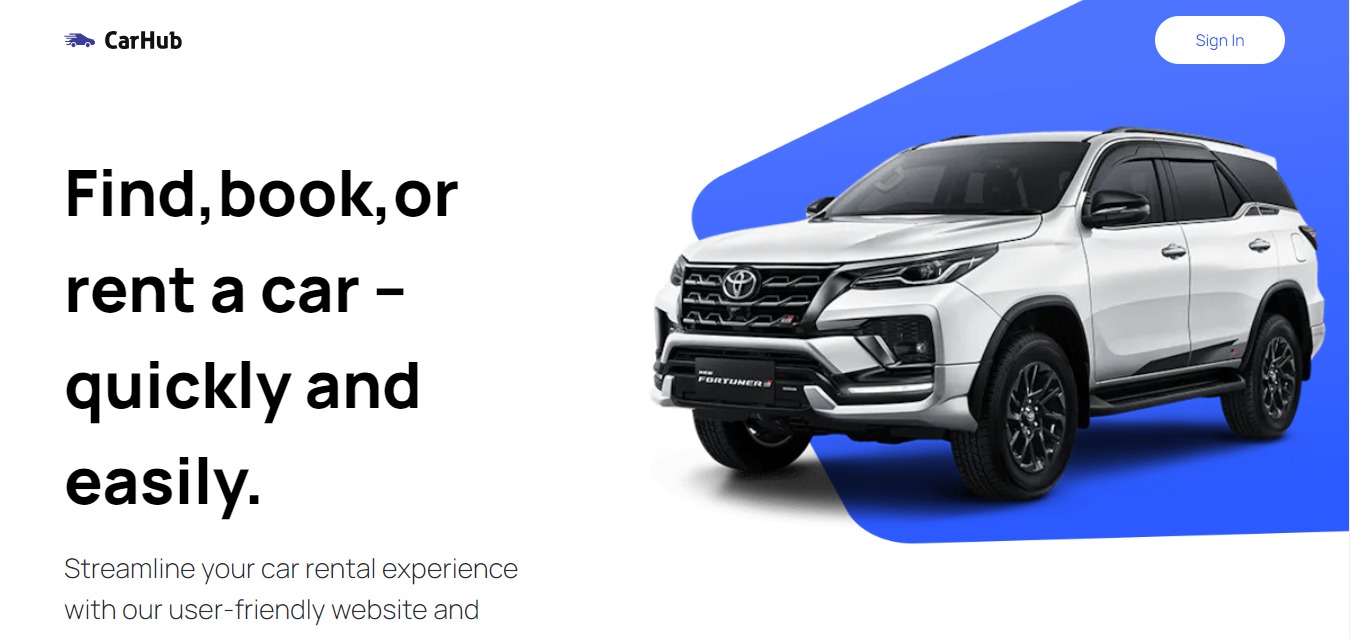 CarHub
Sign In
Find,book,or
rent a car –
quickly and
easily.
Streamline your car rental experience
with our user-friendly website and
NEW
FORTUNER